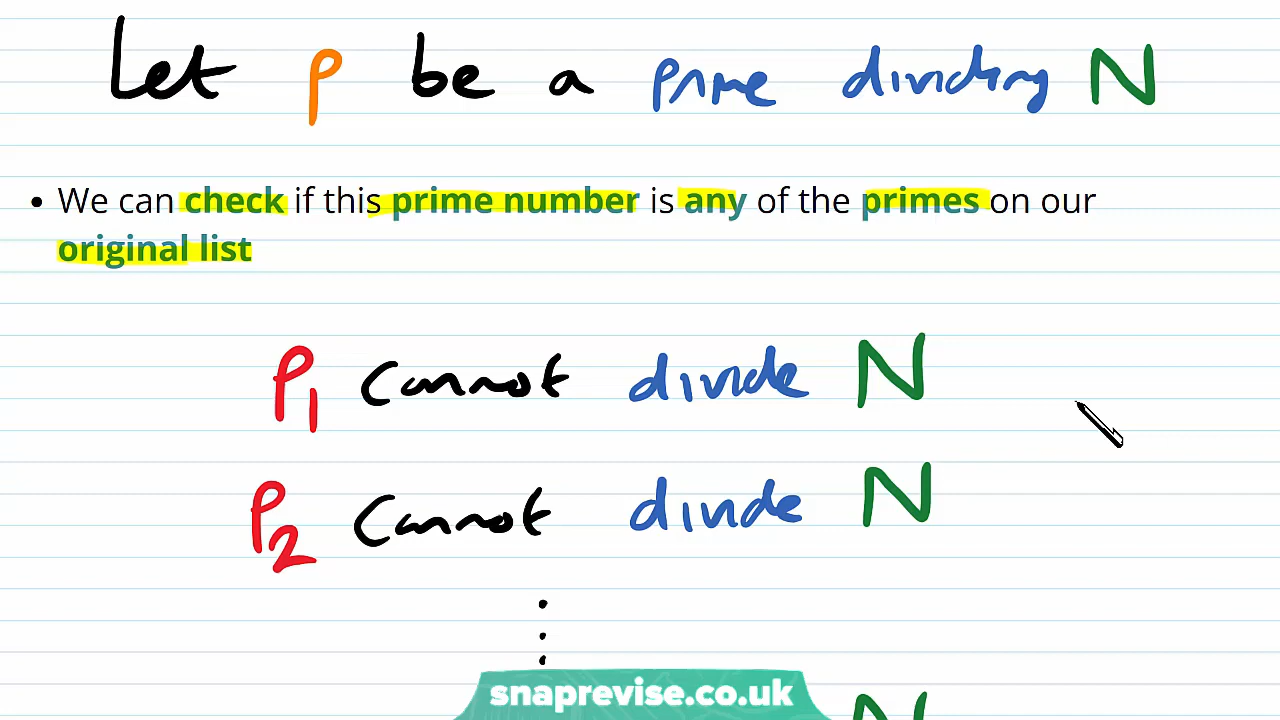 Let p be a prime dividing N
• We can check if this prime number is any of the primes on our
original list
P1 cannot divide N
P2 cannot divide N
⋮
snaprevise.co.uk
N